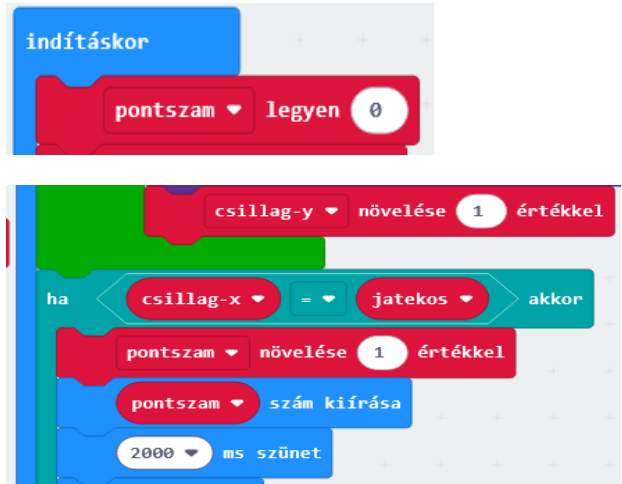 indításkor
pontszam legyen 0
csillag-y növelése 1 értékkel
ha csillag-x = jatekos akkor
pontszam növelése 1 értékkel
pontszam szám kiírása
2000 ms szünet